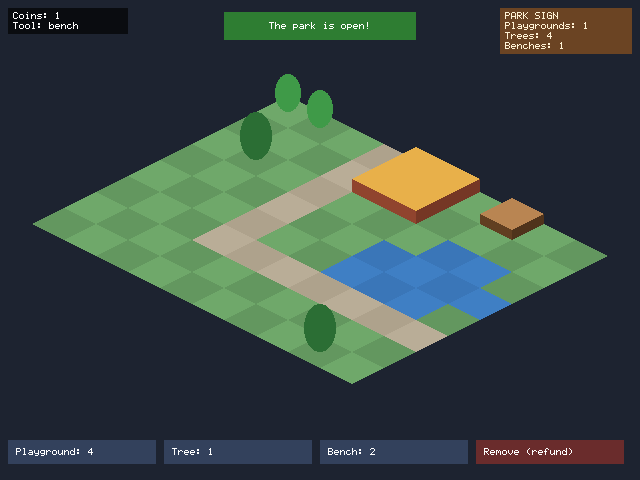 Coins: 1
Tool: bench
The park is open!
PARK SIGN
Playgrounds: 1
Trees: 4
Benches: 1
Playground: 4
Tree: 1
Bench: 2
Remove (refund)